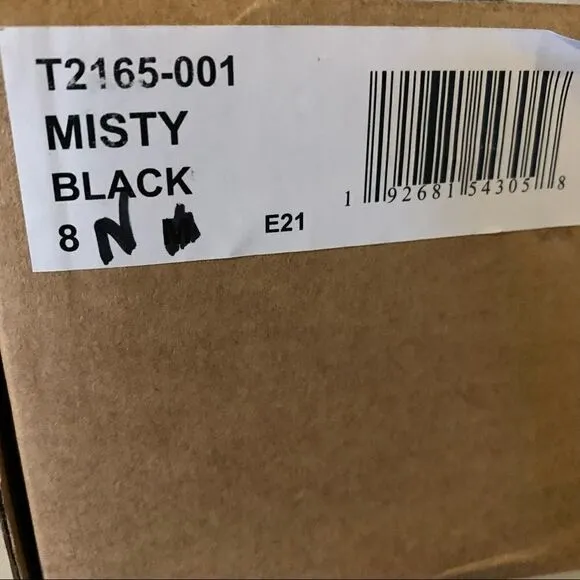 T2165-001
MISTY
BLACK
8 N M E21
1 92681 54305 8